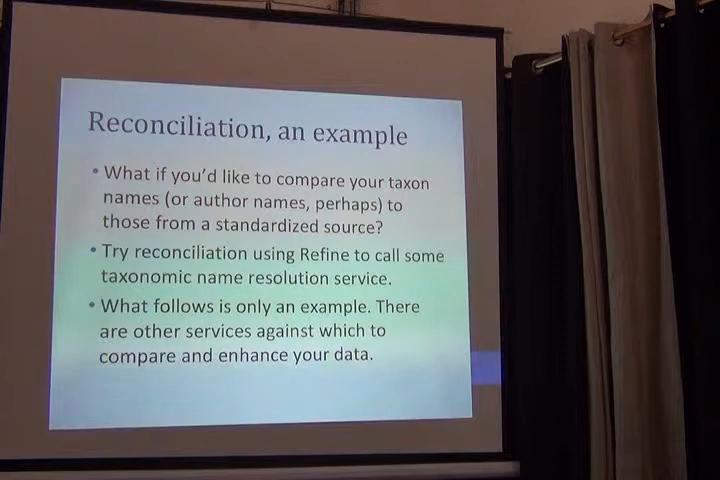 Reconciliation, an example
• What if you'd like to compare your taxon
names (or author names, perhaps) to
those from a standardized source?
• Try reconciliation using Refine to call some
taxonomic name resolution service.
• What follows is only an example. There
are other services against which to
compare and enhance your data.